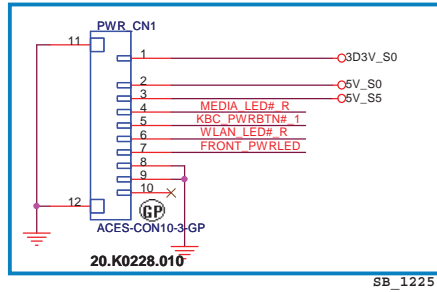 PWR_CN1
11
1
3D3V_S0
2
5V_S0
3
5V_S5
4
MEDIA_LED#_R
5
KBC_PWRBTN#_1
6
WLAN_LED#_R
7
FRONT_PWRLED
8
9
10
12
GP
ACES-CON10-3-GP
20.K0228.010
SB_1225